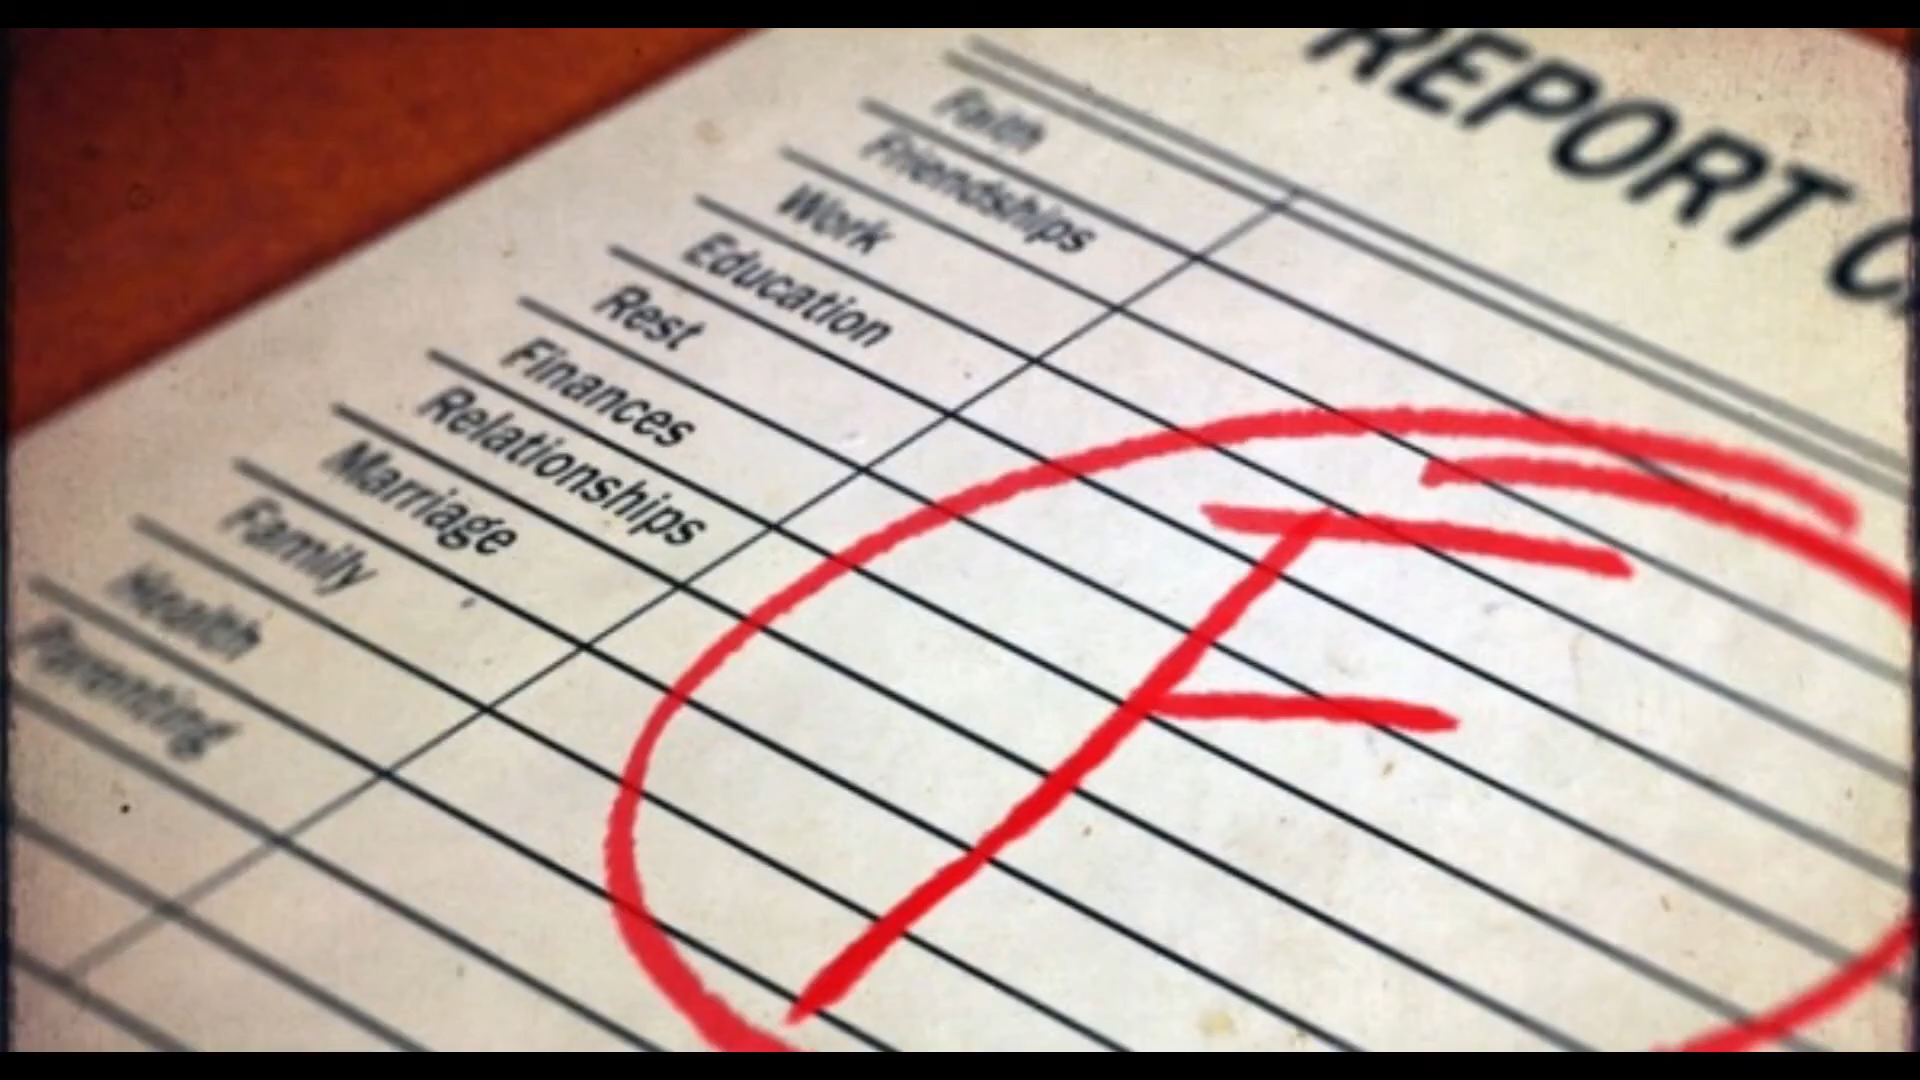 REPORT
Faith
Friendships
Work
Education
Rest
Finances
Relationships
Marriage
Family
Health
Parenting
F